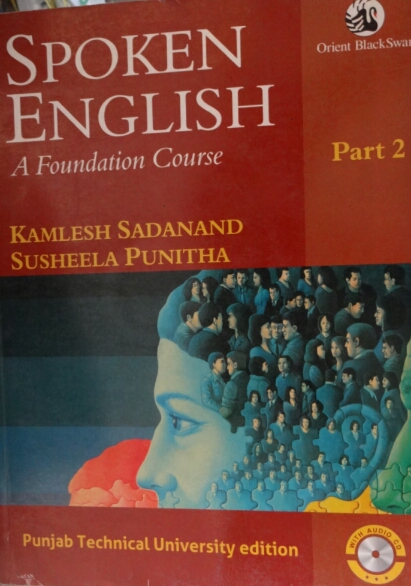 SPOKEN
ENGLISH
A Foundation Course
Orient BlackSwan
Part 2
KAMLESH SADANAND
SUSHEELA PUNITHA
Punjab Technical University edition
WITH AUDIO CD